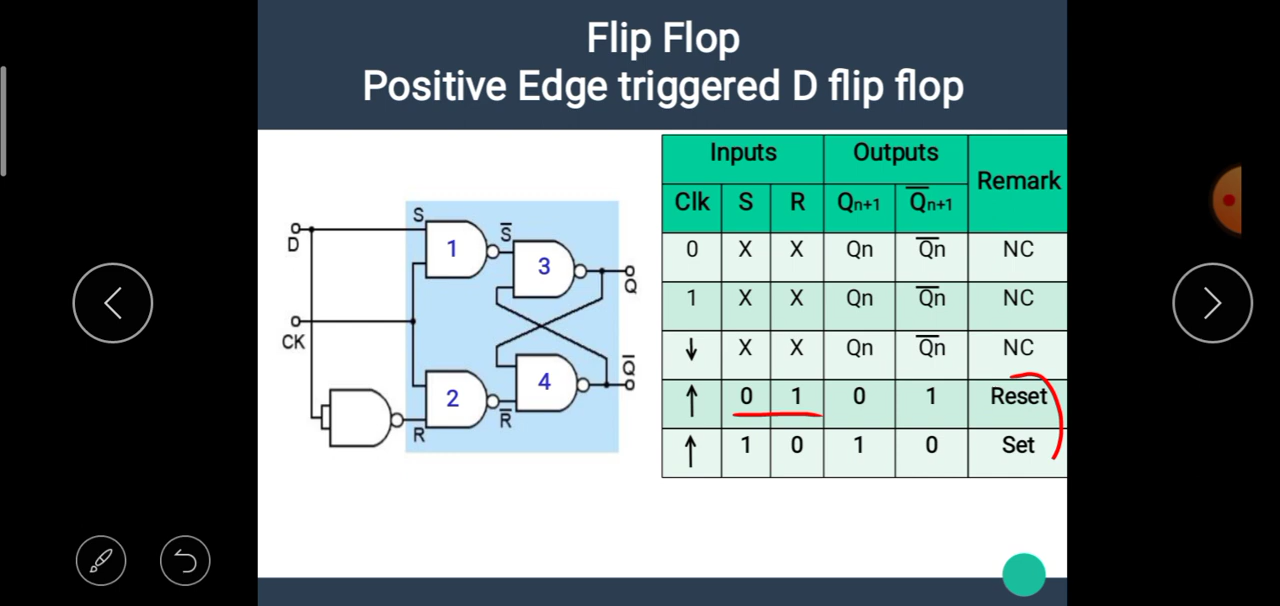 Flip Flop
Positive Edge triggered D flip flop
Inputs Outputs Remark
Clk S R Qn+1 Q̅n+1
0 X X Qn Q̅n NC
1 X X Qn Q̅n NC
↓ X X Qn Q̅n NC
↑ 0 1 0 1 Reset
↑ 1 0 1 0 Set
D
CK
S
R
1
2
S̅
R̅
3
4
Q
Q̅